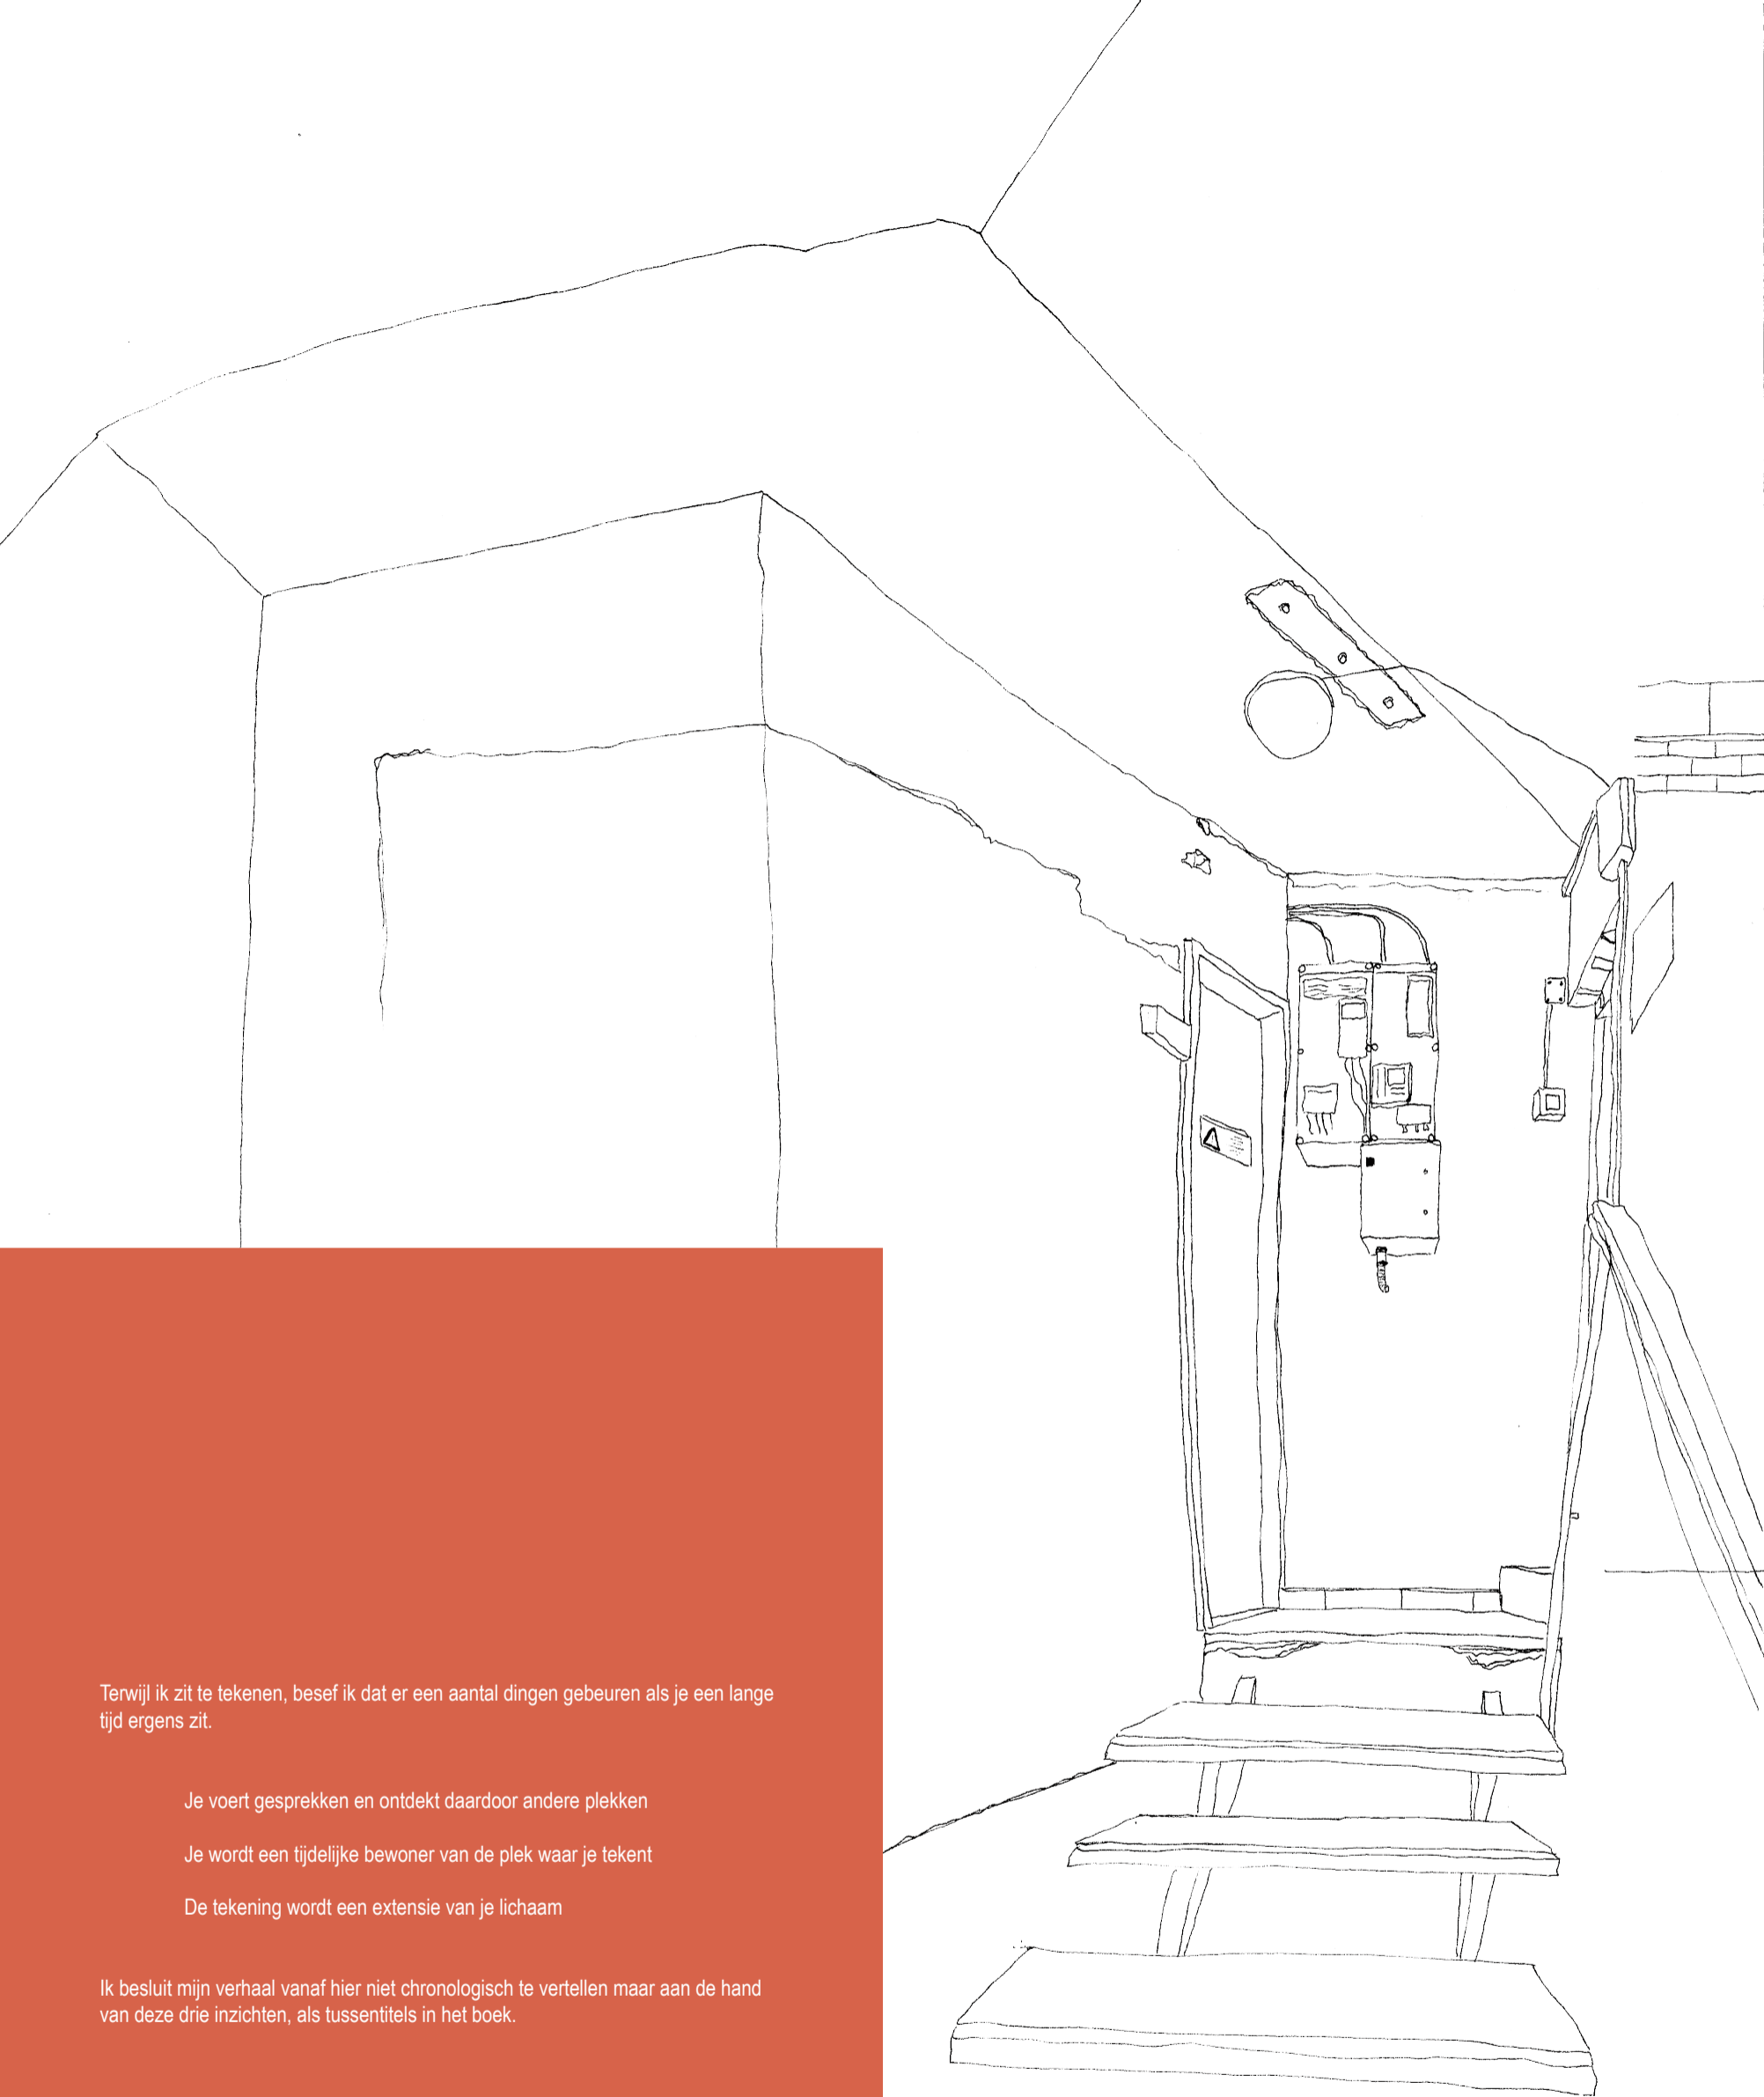 Terwijl ik zit te tekenen, besef ik dat er een aantal dingen gebeuren als je een lange
tijd ergens zit.
Je voert gesprekken en ontdekt daardoor andere plekken
Je wordt een tijdelijke bewoner van de plek waar je tekent
De tekening wordt een extensie van je lichaam
Ik besluit mijn verhaal vanaf hier niet chronologisch te vertellen maar aan de hand
van deze drie inzichten, als tussentitels in het boek.